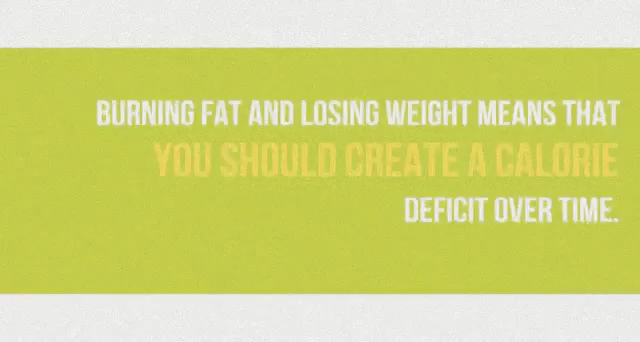 BURNING FAT AND LOSING WEIGHT MEANS THAT
YOU SHOULD CREATE A CALORIE
DEFICIT OVER TIME.